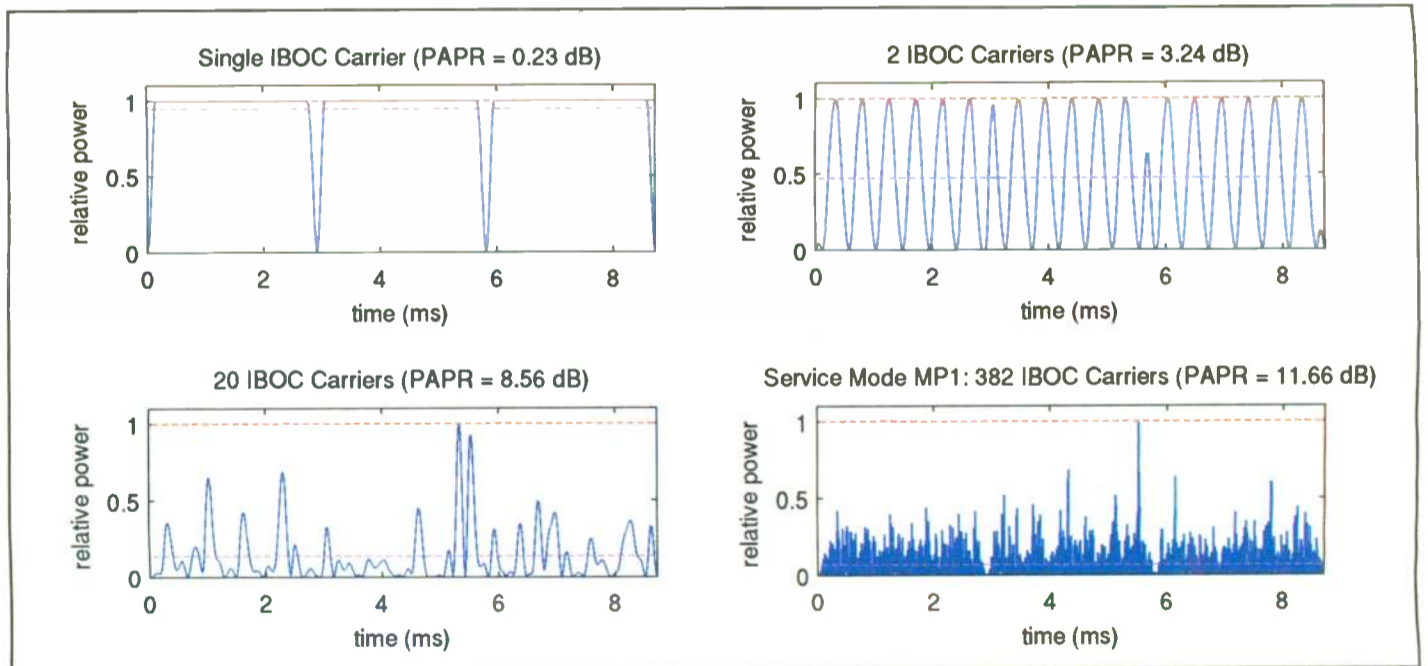 Single IBOC Carrier (PAPR = 0.23 dB)
relative power
1
0.5
0
0 2 4 6 8
time (ms)
2 IBOC Carriers (PAPR = 3.24 dB)
relative power
1
0.5
0
0 2 4 6 8
time (ms)
20 IBOC Carriers (PAPR = 8.56 dB)
relative power
1
0.5
0
0 2 4 6 8
time (ms)
Service Mode MP1: 382 IBOC Carriers (PAPR = 11.66 dB)
relative power
1
0.5
0
0 2 4 6 8
time (ms)